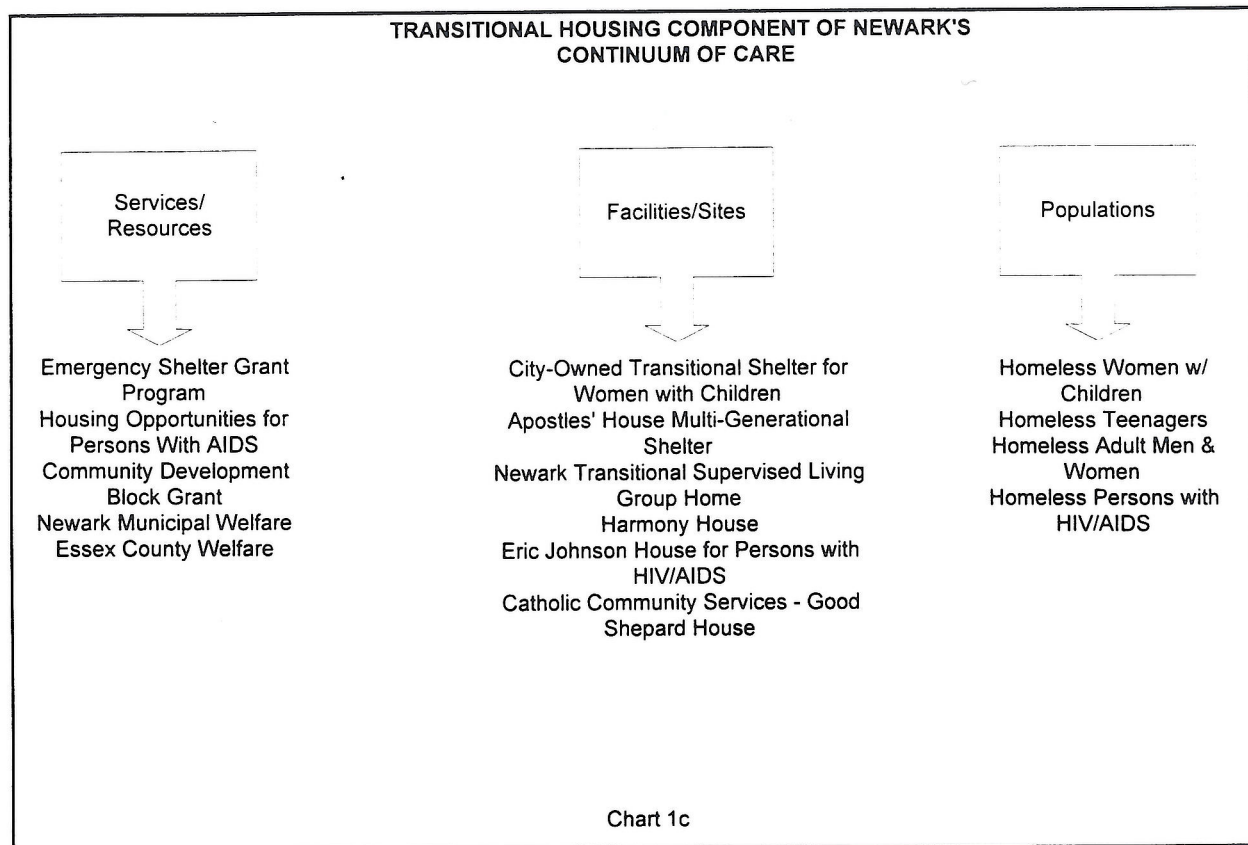 TRANSITIONAL HOUSING COMPONENT OF NEWARK'S
CONTINUUM OF CARE
Services/
Resources
Emergency Shelter Grant
Program
Housing Opportunities for
Persons With AIDS
Community Development
Block Grant
Newark Municipal Welfare
Essex County Welfare
Facilities/Sites
City-Owned Transitional Shelter for
Women with Children
Apostles' House Multi-Generational
Shelter
Newark Transitional Supervised Living
Group Home
Harmony House
Eric Johnson House for Persons with
HIV/AIDS
Catholic Community Services - Good
Shepard House
Populations
Homeless Women w/
Children
Homeless Teenagers
Homeless Adult Men &
Women
Homeless Persons with
HIV/AIDS
Chart 1c